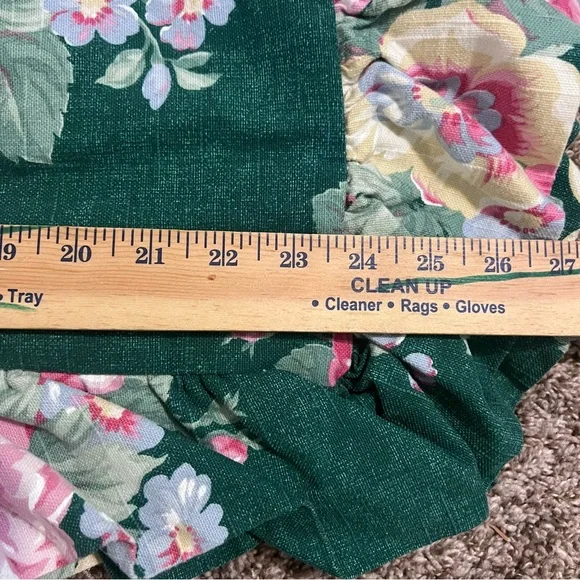 9 20 21 22 23 24 25 26 27
CLEAN UP
• Tray • Cleaner • Rags • Gloves